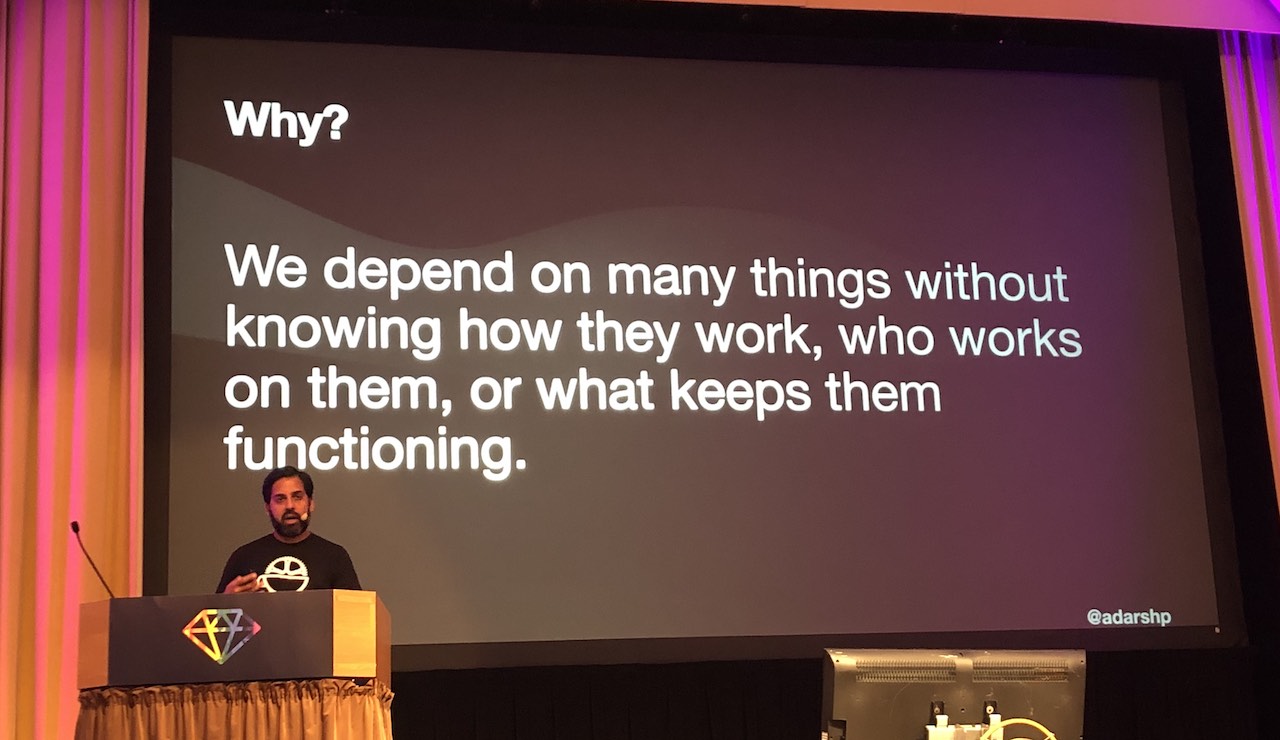 Why?
We depend on many things without
knowing how they work, who works
on them, or what keeps them
functioning.
@adarshp